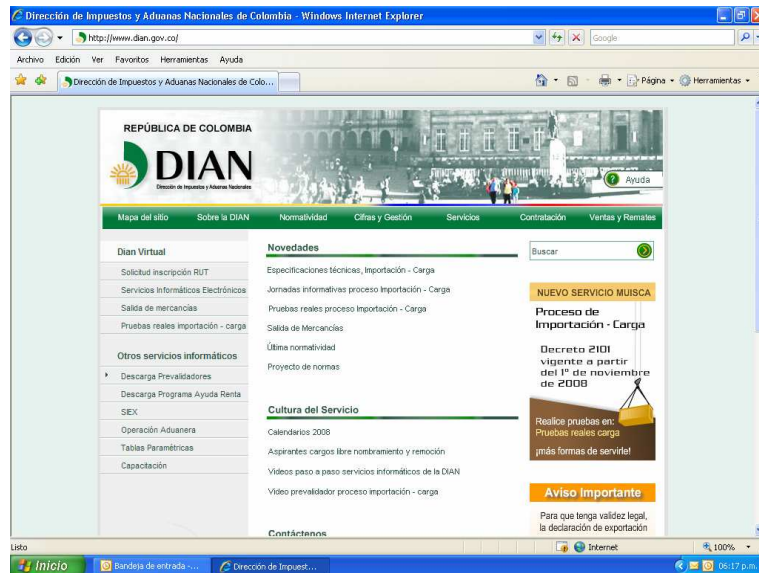 Dirección de Impuestos y Aduanas Nacionales de Colombia - Windows Internet Explorer
http://www.dian.gov.co/
Google
Archivo Edición Ver Favoritos Herramientas Ayuda
Dirección de Impuestos y Aduanas Nacionales de Colo...
Página
Herramientas
REPÚBLICA DE COLOMBIA
DIAN
Dirección de Impuestos y Aduanas Nacionales
Ayuda
Mapa del sitio Sobre la DIAN Normatividad Cifras y Gestión Servicios Contratación Ventas y Remates
Dian Virtual
Solicitud inscripción RUT
Servicios Informáticos Electrónicos
Salida de mercancías
Pruebas reales importación - carga
Otros servicios informáticos
Descarga Prevalidadores
Descarga Programa Ayuda Renta
SIEX
Operación Aduanera
Tablas Paramétricas
Capacitación
Novedades
Especificaciones técnicas, Importación - Carga
Jornadas informativas proceso Importación - Carga
Pruebas reales proceso Importación - Carga
Salida de Mercancías
Última normatividad
Proyecto de normas
Cultura del Servicio
Calendarios 2008
Aspirantes cargos libre nombramiento y remoción
Videos paso a paso servicios informáticos de la DIAN
Video prevalidador proceso importación - carga
Contáctenos
Buscar
NUEVO SERVICIO MUISCA
Proceso de
Importación - Carga
Decreto 2101
vigente a partir
del 1º de noviembre
de 2008
Realice pruebas en:
Pruebas reales carga
¡más formas de servirle!
Aviso Importante
Para que tenga validez legal,
la declaración de exportación
Listo
Internet
100%
Inicio
Bandeja de entrada -...
Dirección de Impuest...
06:17 p.m.